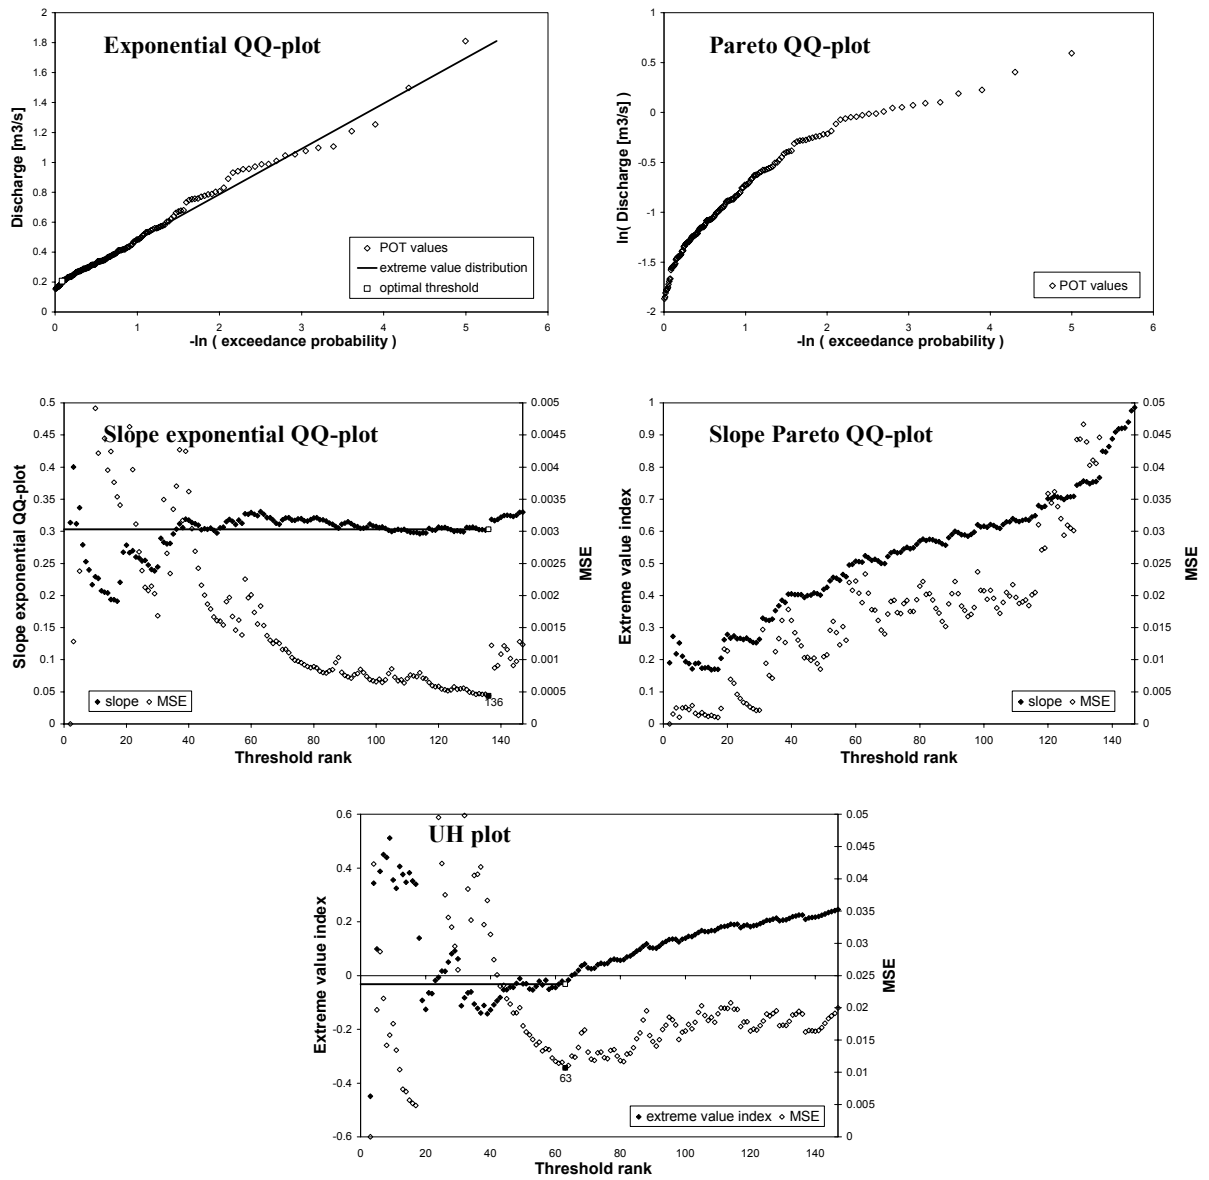 Exponential QQ-plot
Discharge [m3/s]
2
1.8
1.6
1.4
1.2
1
0.8
0.6
0.4
0.2
0
0 1 2 3 4 5 6
-ln ( exceedance probability )
POT values
extreme value distribution
optimal threshold
Pareto QQ-plot
ln( Discharge [m3/s] )
1
0.5
0
-0.5
-1
-1.5
-2
0 1 2 3 4 5 6
-ln ( exceedance probability )
POT values
Slope exponential QQ-plot
Slope exponential QQ-plot
0.5
0.45
0.4
0.35
0.3
0.25
0.2
0.15
0.1
0.05
0
0 20 40 60 80 100 120 140
Threshold rank
0.005
0.0045
0.004
0.0035
0.003
0.0025
0.002
0.0015
0.001
0.0005
0
MSE
slope MSE
136
Slope Pareto QQ-plot
Extreme value index
1
0.9
0.8
0.7
0.6
0.5
0.4
0.3
0.2
0.1
0
0 20 40 60 80 100 120 140
Threshold rank
0.05
0.045
0.04
0.035
0.03
0.025
0.02
0.015
0.01
0.005
0
MSE
slope MSE
UH plot
Extreme value index
0.6
0.4
0.2
0
-0.2
-0.4
-0.6
0 20 40 60 80 100 120 140
Threshold rank
0.05
0.045
0.04
0.035
0.03
0.025
0.02
0.015
0.01
0.005
0
MSE
63
extreme value index MSE